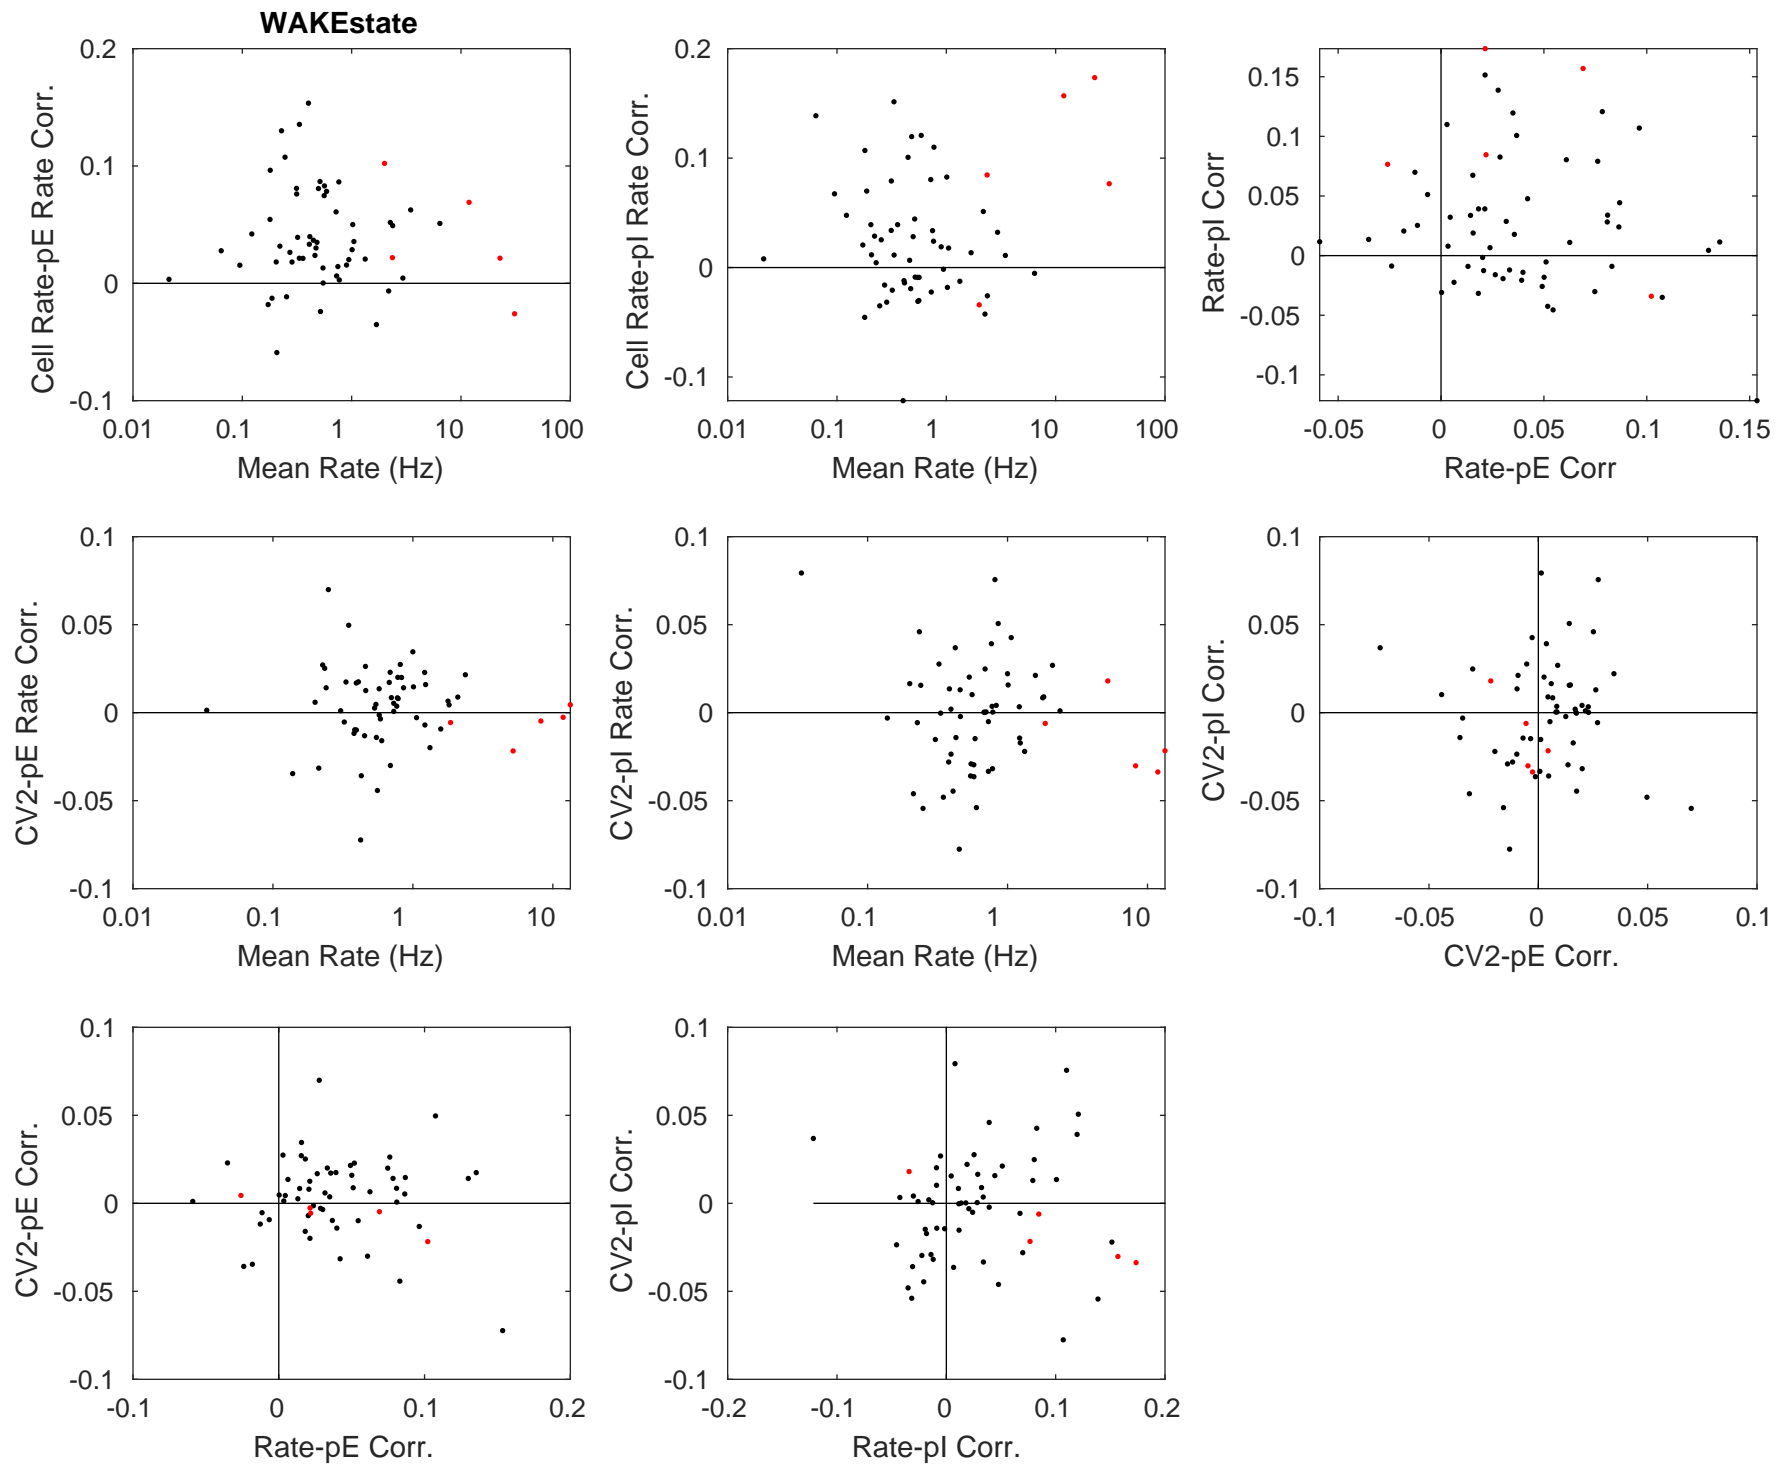 WAKEstate
0.2
0.1
0
-0.1
Cell Rate-pE Rate Corr.
0.01 0.1 1 10 100
Mean Rate (Hz)
0.2
0.1
0
-0.1
Cell Rate-pI Rate Corr.
0.01 0.1 1 10 100
Mean Rate (Hz)
0.15
0.1
0.05
0
-0.05
-0.1
Rate-pI Corr
-0.05 0 0.05 0.1 0.15
Rate-pE Corr
0.1
0.05
0
-0.05
-0.1
CV2-pE Rate Corr.
0.01 0.1 1 10
Mean Rate (Hz)
0.1
0.05
0
-0.05
-0.1
CV2-pI Rate Corr.
0.01 0.1 1 10
Mean Rate (Hz)
0.1
0.05
0
-0.05
-0.1
CV2-pI Corr.
-0.1 -0.05 0 0.05 0.1
CV2-pE Corr.
0.1
0.05
0
-0.05
-0.1
CV2-pE Corr.
-0.1 0 0.1 0.2
Rate-pE Corr.
0.1
0.05
0
-0.05
-0.1
CV2-pI Corr.
-0.2 -0.1 0 0.1 0.2
Rate-pI Corr.